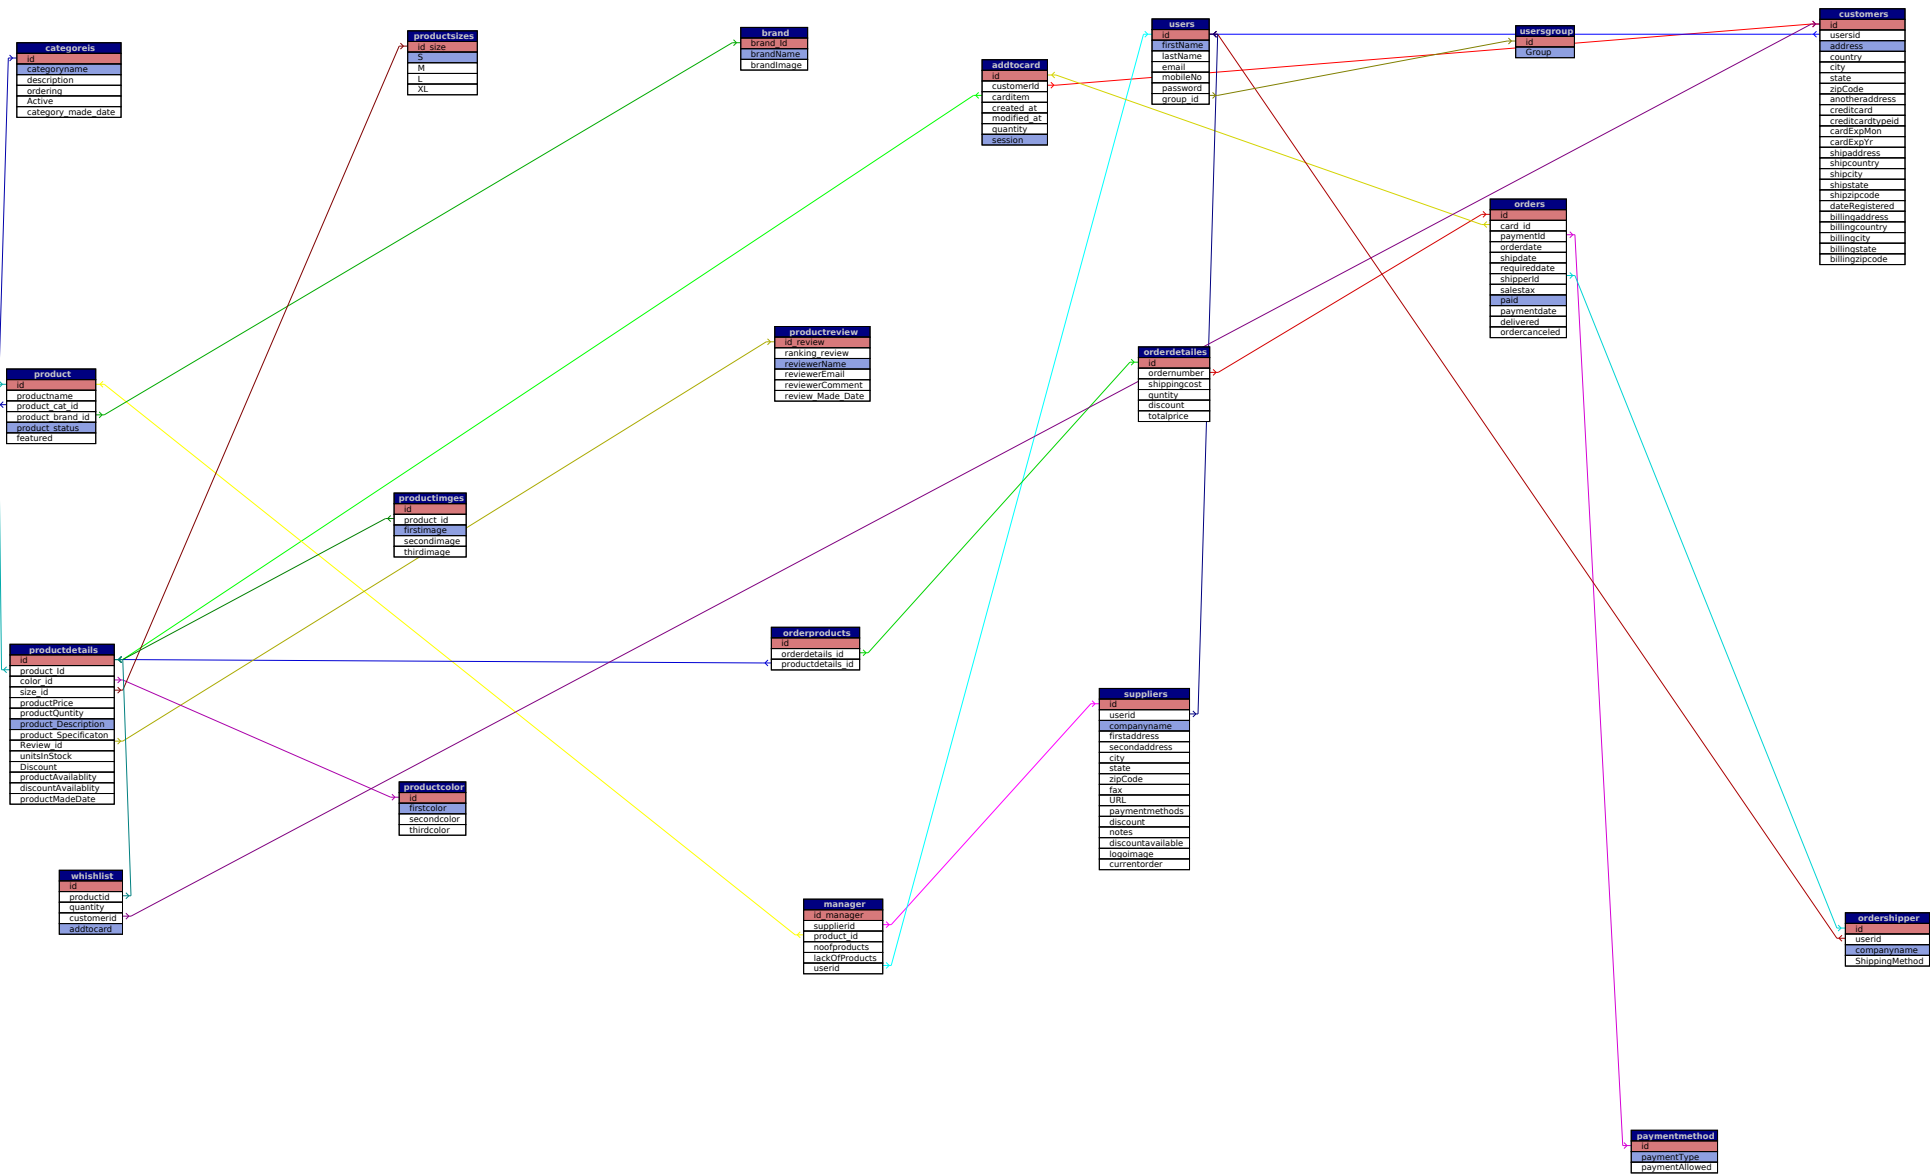 categoreis
id
categoryname
description
ordering
Active
category_made_date
productsizes
id_size
S
M
L
XL
brand
brand_Id
brandName
brandImage
addtocard
id
customerId
carditem
created_at
modified_at
quantity
session
users
id
firstName
lastName
email
mobileNo
password
group_id
usersgroup
id
Group
customers
id
usersid
address
country
city
state
zipCode
anotheraddress
creditcard
creditcardtypeid
cardExpMon
cardExpYr
shipaddress
shipcountry
shipcity
shipstate
shipzipcode
dateRegistered
billingaddress
billingcountry
billingcity
billingstate
billingzipcode
orders
id
card_id
paymentId
orderdate
shipdate
requireddate
shipperId
salestax
paid
paymentdate
delivered
ordercanceled
product
id
productname
product_cat_id
product_brand_id
product_status
featured
productreview
id_review
ranking_review
reviewerName
reviewerEmail
reviewerComment
review_Made_Date
orderdetailes
id
ordernumber
shippingcost
quntity
discount
totalprice
productimges
id
product_id
firstimage
secondimage
thirdimage
productdetails
id
product_Id
color_id
size_id
productPrice
productQuntity
product_Description
product_Specificaton
Review_id
unitsInStock
Discount
productAvailablity
discountAvailablity
productMadeDate
orderproducts
id
orderdetails_id
productdetails_id
suppliers
id
userid
companyname
firstaddress
secondaddress
city
state
zipCode
fax
URL
paymentmethods
discount
notes
discountavailable
logoimage
currentorder
productcolor
id
firstcolor
secondcolor
thirdcolor
whishlist
id
productid
quantity
customerid
addtocard
manager
id_manager
supplierid
product_id
noofproducts
lackOfProducts
userid
ordershipper
id
userid
companyname
ShippingMethod
paymentmethod
id
paymentType
paymentAllowed